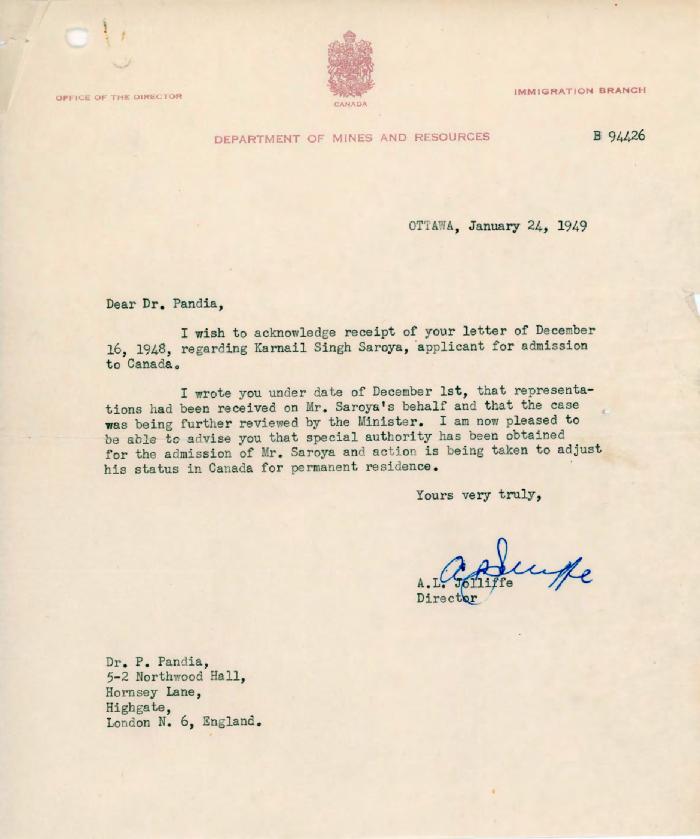 CANADA
OFFICE OF THE DIRECTOR
IMMIGRATION BRANCH
DEPARTMENT OF MINES AND RESOURCES
B 94426
OTTAWA, January 24, 1949
Dear Dr. Pandia,
I wish to acknowledge receipt of your letter of December
16, 1948, regarding Karnail Singh Saroya, applicant for admission
to Canada.
I wrote you under date of December 1st, that representa-
tions had been received on Mr. Saroya's behalf and that the case
was being further reviewed by the Minister. I am now pleased to
be able to advise you that special authority has been obtained
for the admission of Mr. Saroya and action is being taken to adjust
his status in Canada for permanent residence.
Yours very truly,
A.L. Jolliffe
Director
Dr. P. Pandia,
5-2 Northwood Hall,
Hornsey Lane,
Highgate,
London N. 6, England.